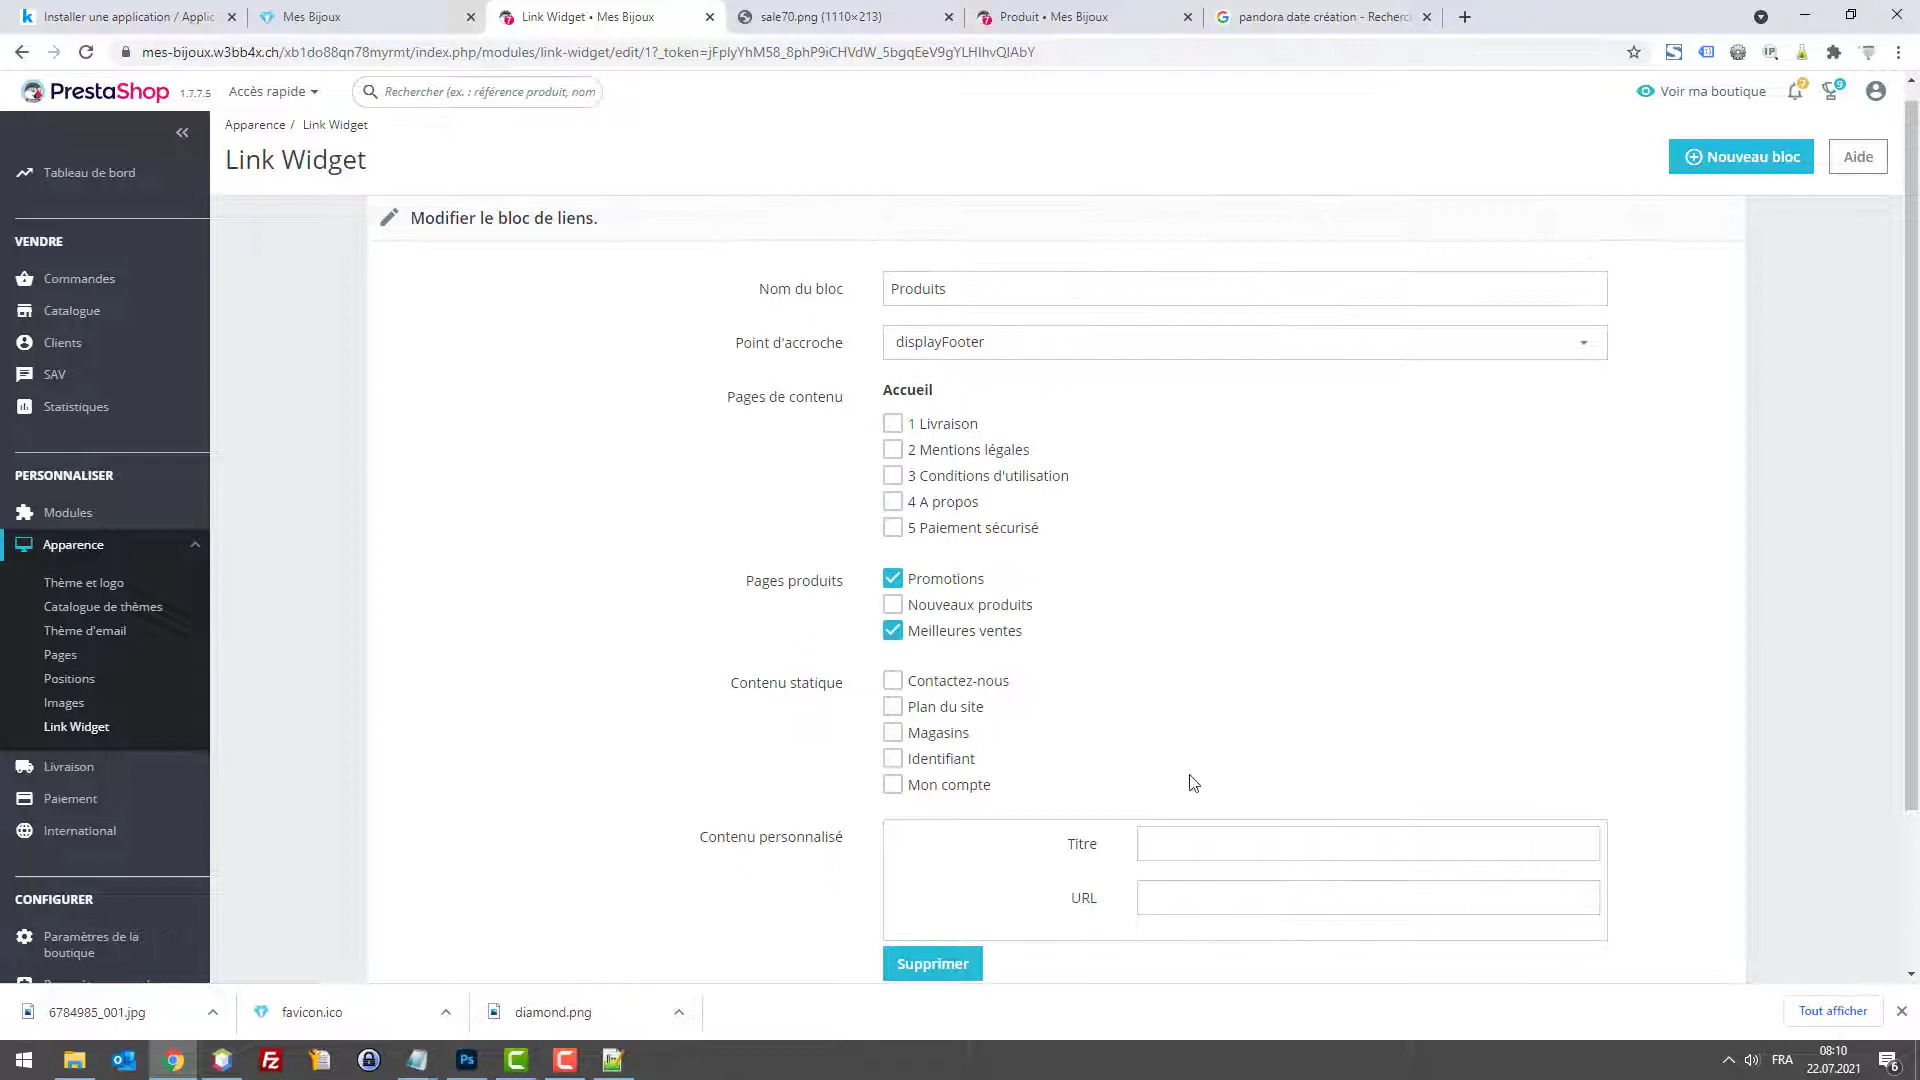 Installer une application / Applic
Mes Bijoux
Link Widget • Mes Bijoux
sale70.png (1110×213)
Produit • Mes Bijoux
pandora date création - Recherc
mes-bijoux.w3bb4x.ch/xb1do88qn78myrmt/index.php/modules/link-widget/edit/1?_token=jFplyYhM58_8phP9iCHVdW_5bgqEeV9gYLHIhvQIAbY
PrestaShop 1.7.7.5
Accès rapide
Rechercher (ex. : référence produit, nom
Voir ma boutique
7
9
Apparence / Link Widget
Link Widget
Nouveau bloc
Aide
Tableau de bord
VENDRE
Commandes
Catalogue
Clients
SAV
Statistiques
PERSONNALISER
Modules
Apparence
Thème et logo
Catalogue de thèmes
Thème d'email
Pages
Positions
Images
Link Widget
Livraison
Paiement
International
CONFIGURER
Paramètres de la
boutique
Modifier le bloc de liens.
Nom du bloc
Produits
Point d'accroche
displayFooter
Pages de contenu
Accueil
1 Livraison
2 Mentions légales
3 Conditions d'utilisation
4 A propos
5 Paiement sécurisé
Pages produits
Promotions
Nouveaux produits
Meilleures ventes
Contenu statique
Contactez-nous
Plan du site
Magasins
Identifiant
Mon compte
Contenu personnalisé
Titre
URL
Supprimer
6784985_001.jpg
favicon.ico
diamond.png
Tout afficher
Ps
FRA
08:10
22.07.2021
6